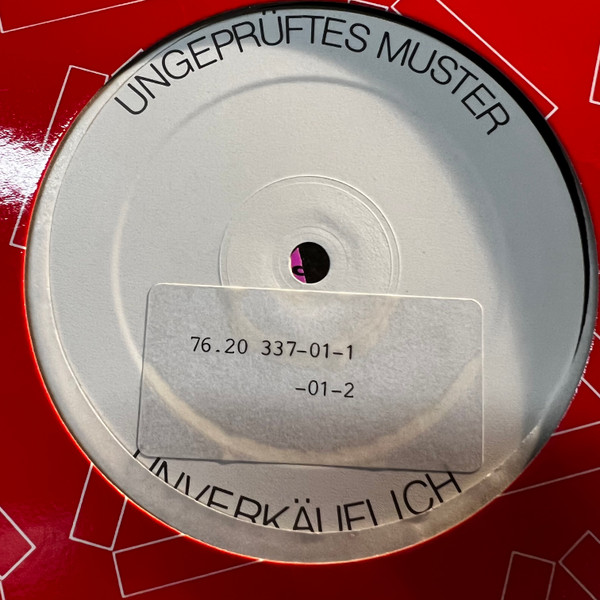 UNGEPRÜFTES MUSTER
76.20 337-01-1
-01-2
UNVERKÄUFLICH